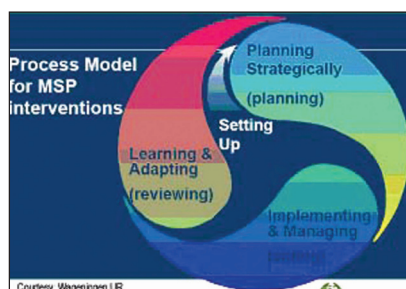 Process Model
for MSP
interventions
Planning
Strategically
(planning)
Setting
Up
Learning &
Adapting
(reviewing)
Implementing
& Managing
Courtesy: Wageningen UR